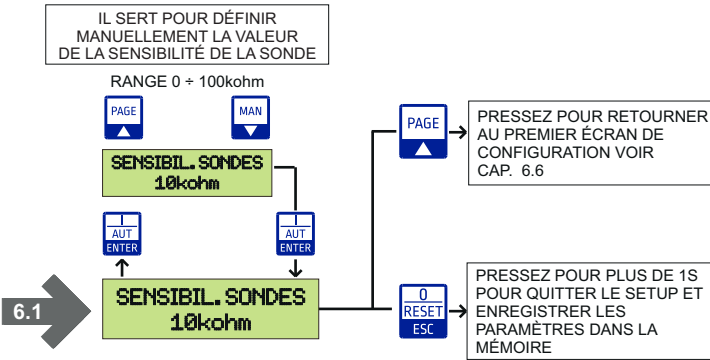 IL SERT POUR DÉFINIR
MANUELLEMENT LA VALEUR
DE LA SENSIBILITÉ DE LA SONDE
RANGE 0 ÷ 100kohm
PAGE
MAN
SENSIBIL.SONDES
10kohm
I
AUT
ENTER
I
AUT
ENTER
6.1
SENSIBIL.SONDES
10kohm
PAGE
PRESSEZ POUR RETOURNER
AU PREMIER ÉCRAN DE
CONFIGURATION VOIR
CAP. 6.6
0
RESET
ESC
PRESSEZ POUR PLUS DE 1S
POUR QUITTER LE SETUP ET
ENREGISTRER LES
PARAMÈTRES DANS LA
MÉMOIRE